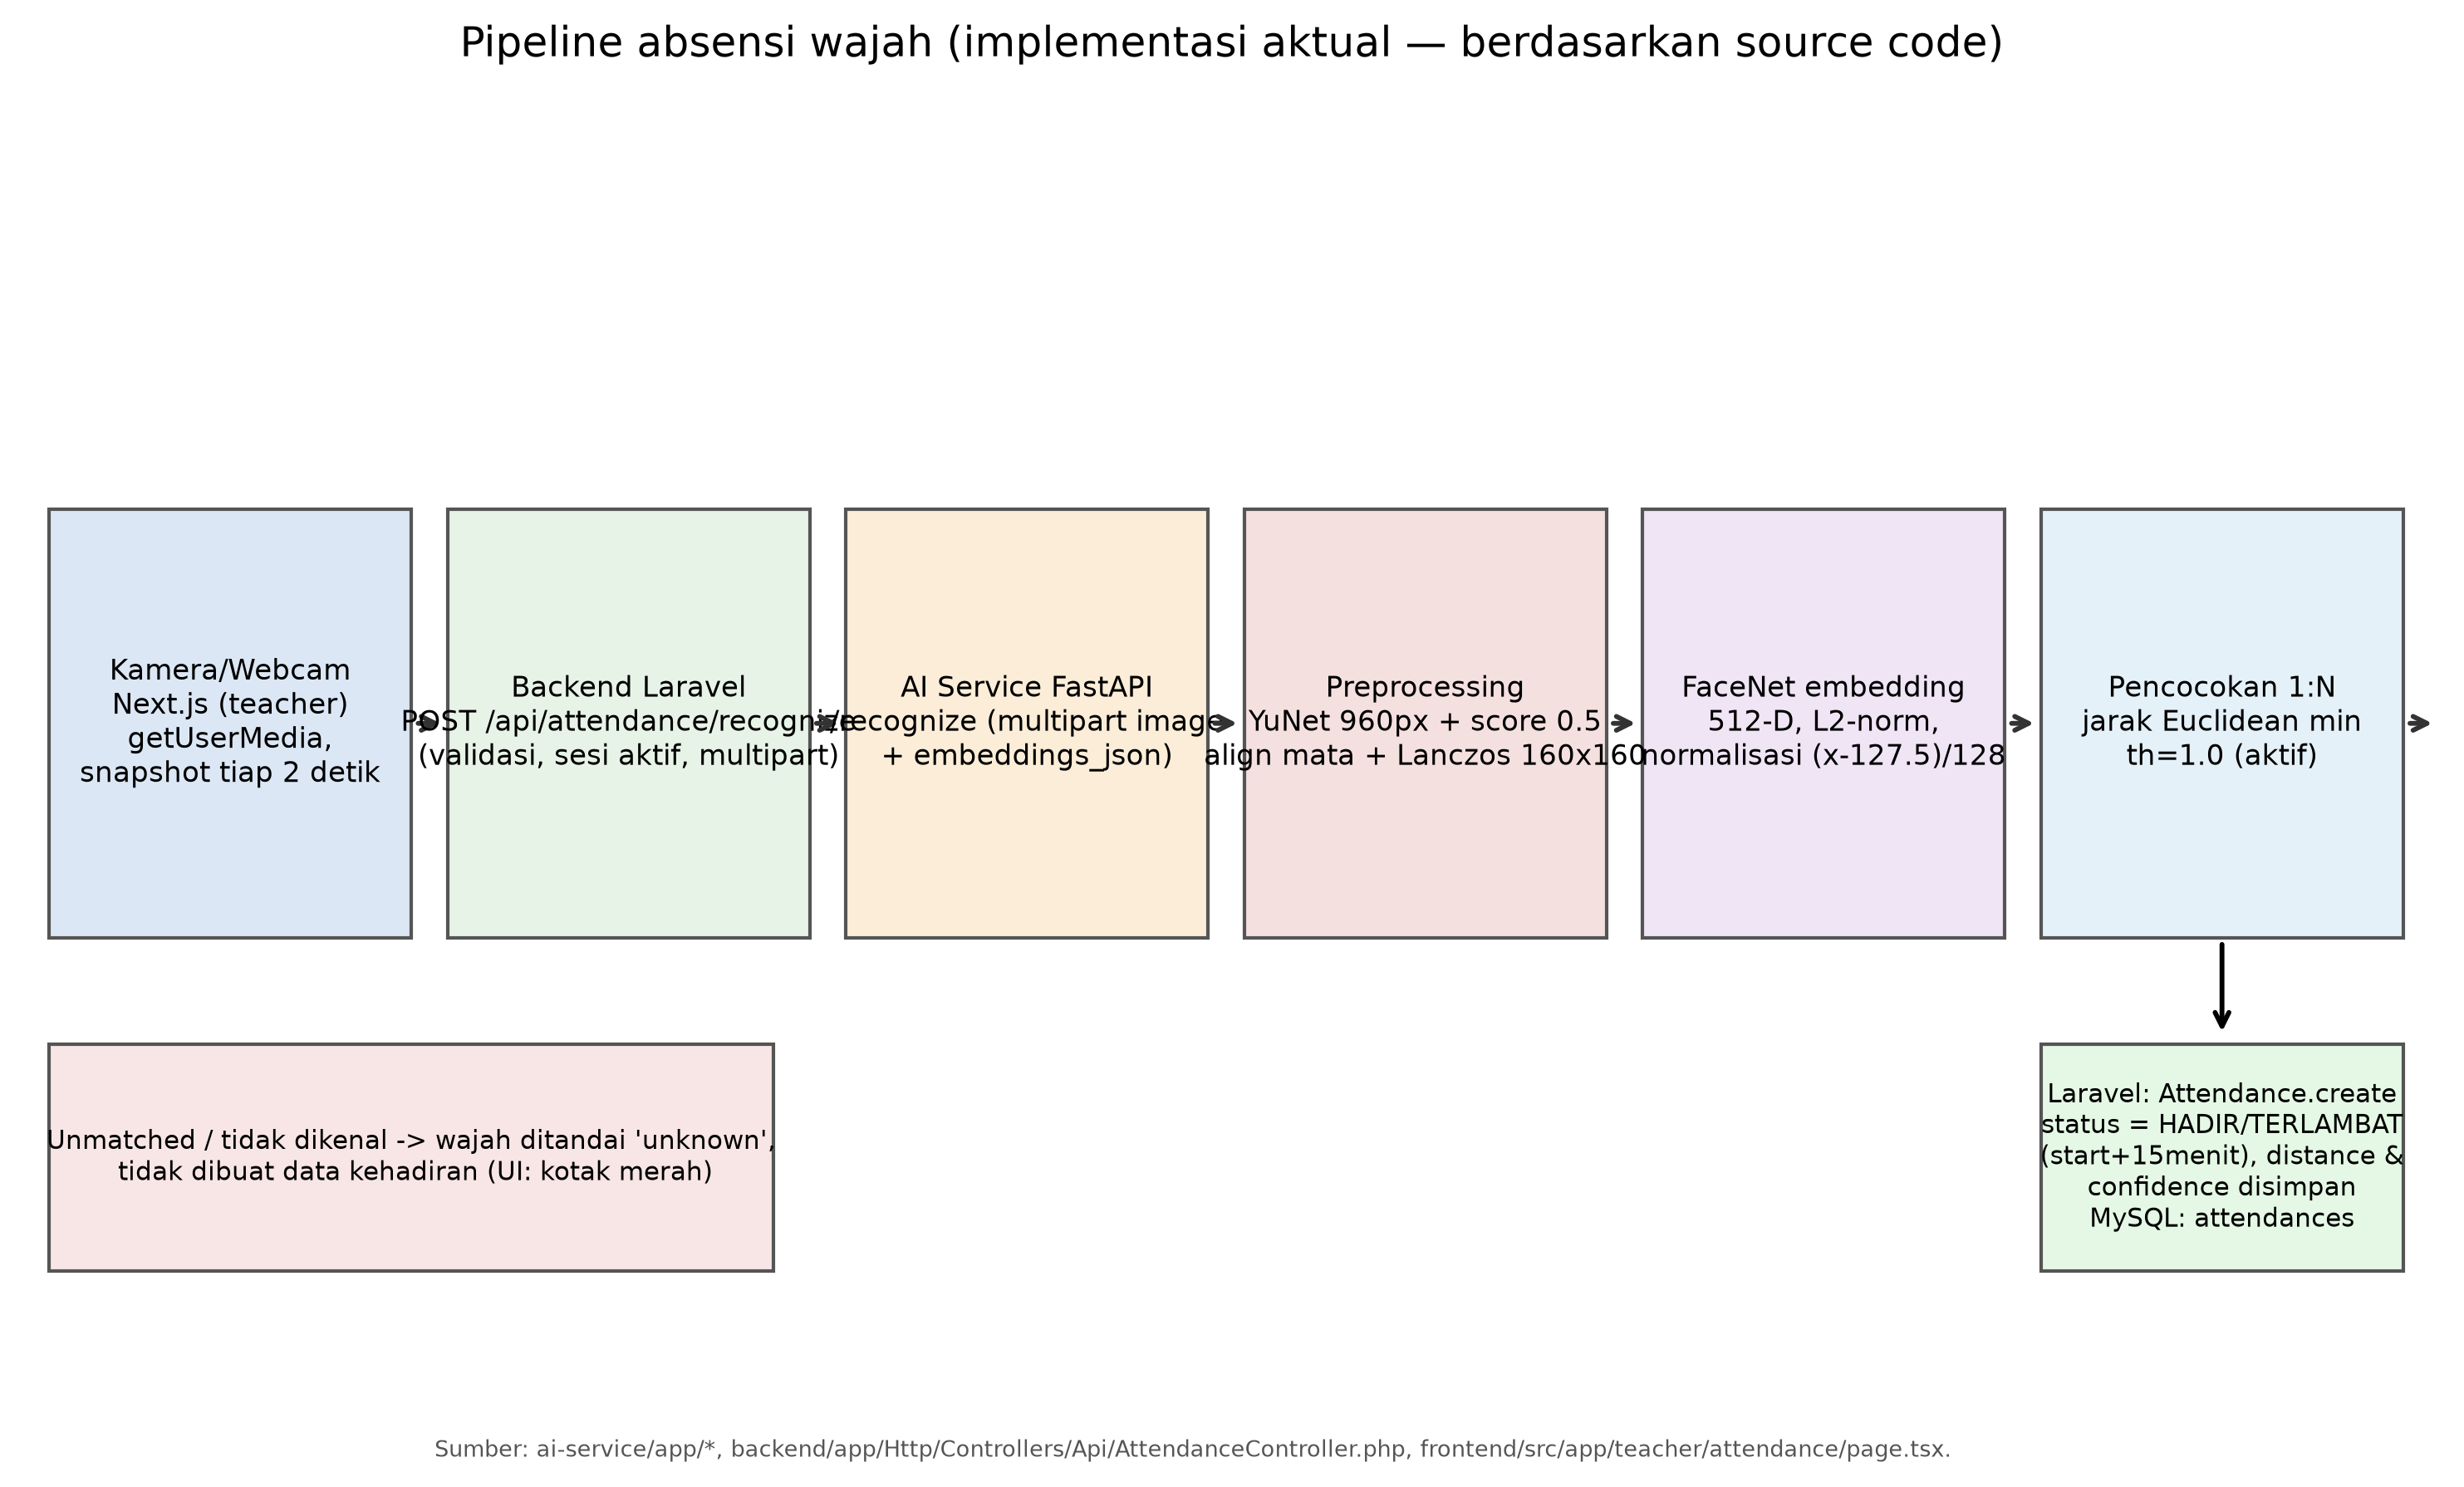 Pipeline absensi wajah (implementasi aktual — berdasarkan source code)
Kamera/Webcam
Next.js (teacher)
getUserMedia,
snapshot tiap 2 detik
Backend Laravel
POST /api/attendance/recognize
(validasi, sesi aktif, multipart)
AI Service FastAPI
/recognize (multipart image
+ embeddings_json)
Preprocessing
YuNet 960px + score 0.5
align mata + Lanczos 160x160
FaceNet embedding
512-D, L2-norm,
normalisasi (x-127.5)/128
Pencocokan 1:N
jarak Euclidean min
th=1.0 (aktif)
Unmatched / tidak dikenal -> wajah ditandai 'unknown',
tidak dibuat data kehadiran (UI: kotak merah)
Laravel: Attendance.create
status = HADIR/TERLAMBAT
(start+15menit), distance &
confidence disimpan
MySQL: attendances
Sumber: ai-service/app/*, backend/app/Http/Controllers/Api/AttendanceController.php, frontend/src/app/teacher/attendance/page.tsx.